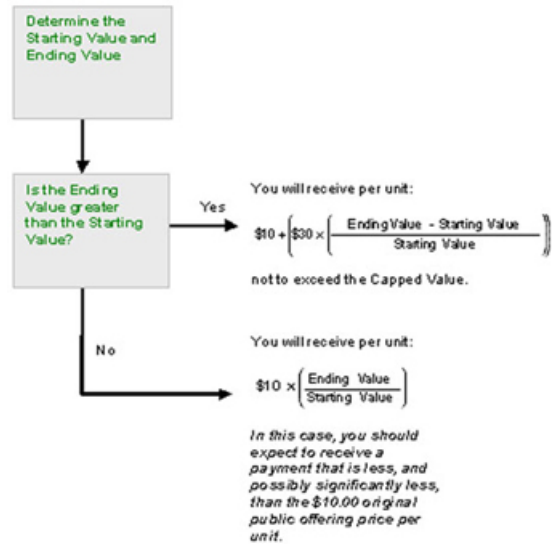 Determine the
Starting Value and
Ending Value
Is the Ending
Value greater
than the Starting
Value?
Yes
You will receive per unit:
$10 + ($30 × (Ending Value - Starting Value
Starting Value))
not to exceed the Capped Value.
No
You will receive per unit:
$10 × (Ending Value
Starting Value)
In this case, you should
expect to receive a
payment that is less, and
possibly significantly less,
than the $10.00 original
public offering price per
unit.